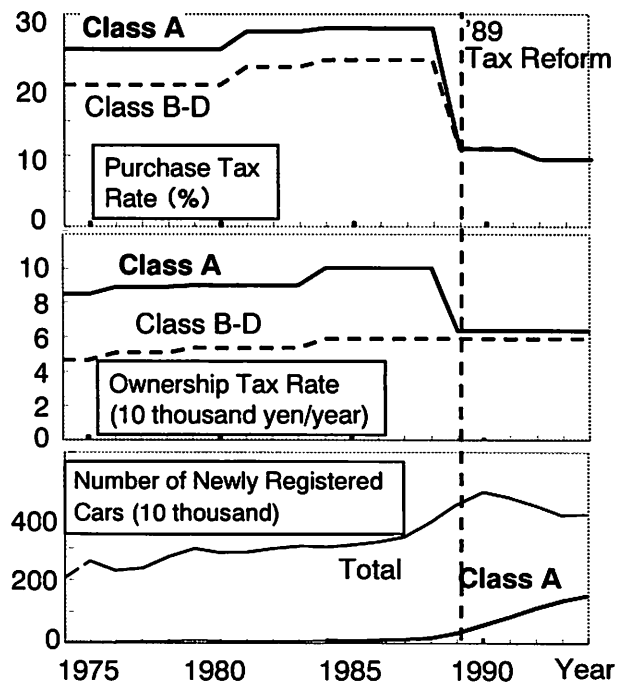 30
20
10
0
Class A
'89
Tax Reform
Class B-D
Purchase Tax
Rate (%)
10
8
6
4
2
0
Class A
Class B-D
Ownership Tax Rate
(10 thousand yen/year)
Number of Newly Registered
Cars (10 thousand)
400
200
0
Total
Class A
1975 1980 1985 1990 Year